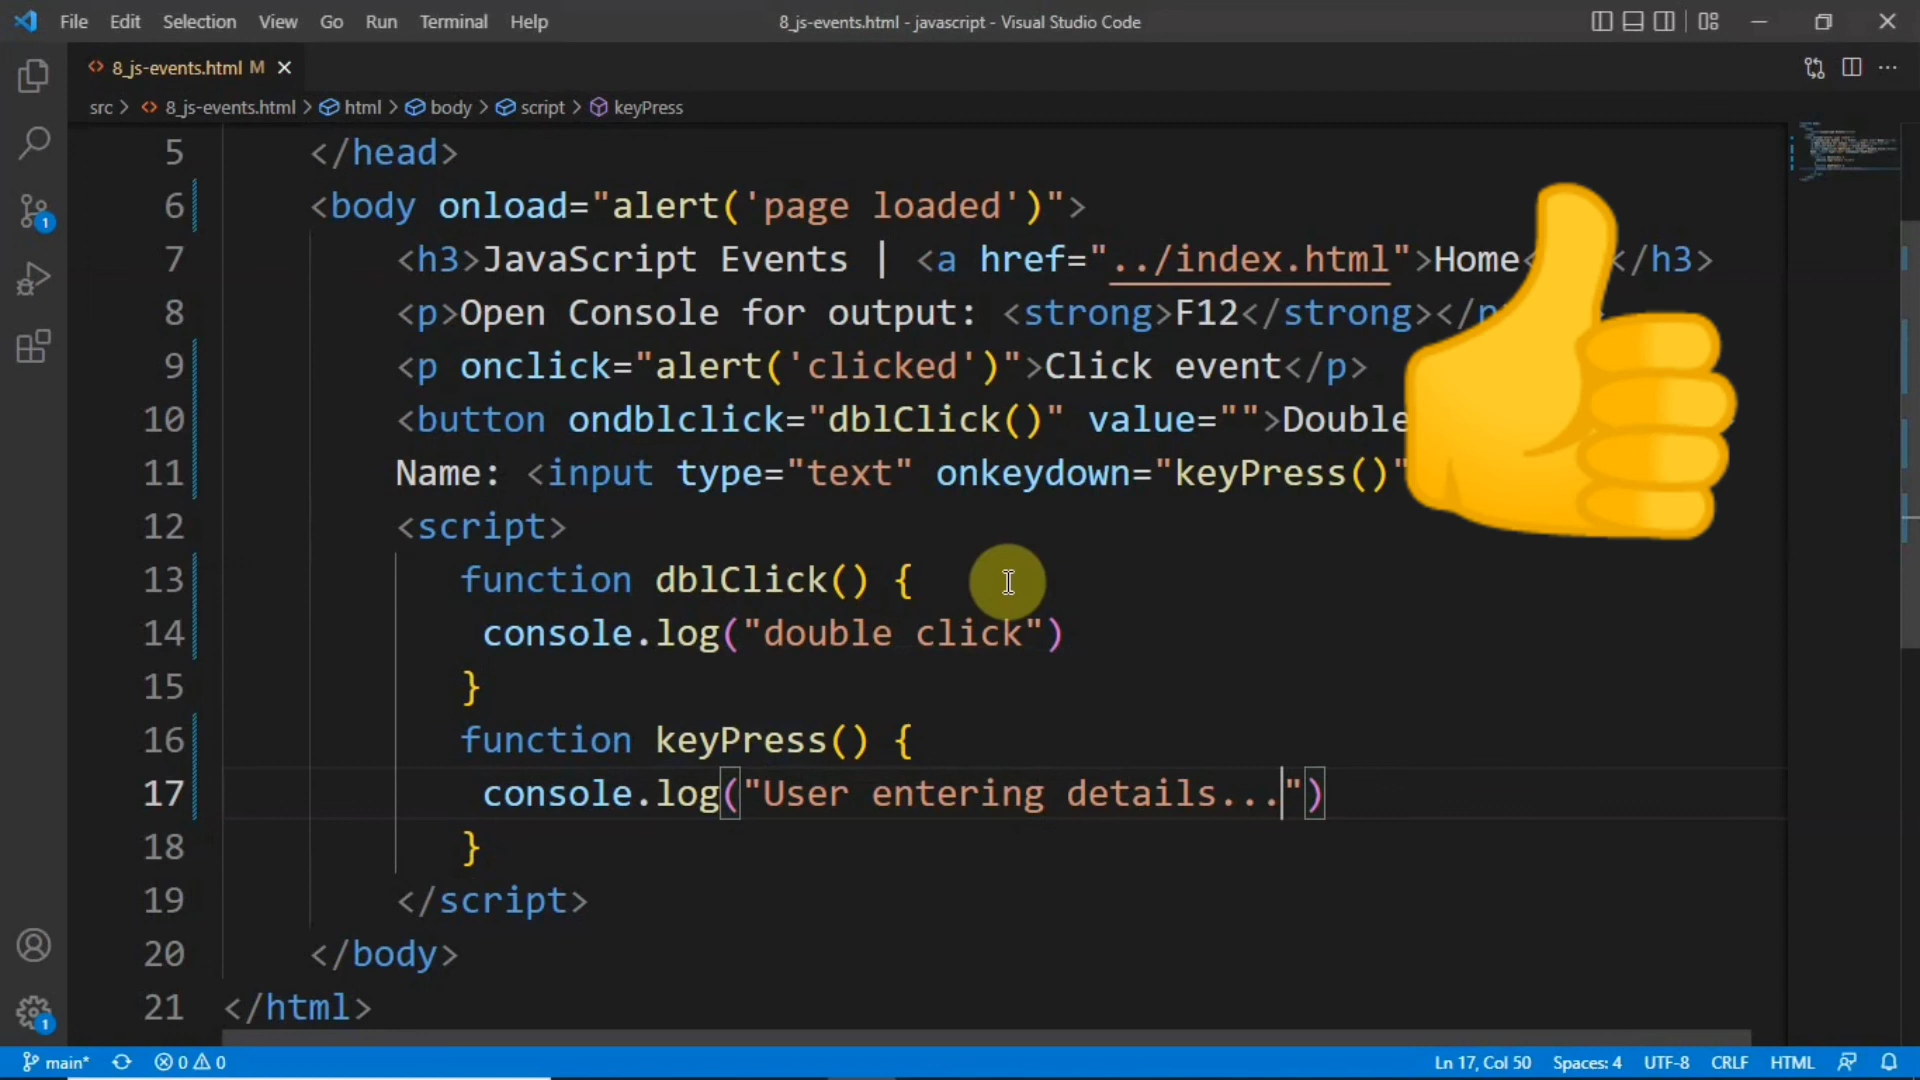 File Edit Selection View Go Run Terminal Help 8_js-events.html - javascript - Visual Studio Code
8_js-events.html M
src > 8_js-events.html > html > body > script > keyPress
5 </head>
6 <body onload="alert('page loaded')">
7 <h3>JavaScript Events | <a href="../index.html">Home< </h3>
8 <p>Open Console for output: <strong>F12</strong></p
9 <p onclick="alert('clicked')">Click event</p>
10 <button ondblclick="dblClick()" value="">Double
11 Name: <input type="text" onkeydown="keyPress()"
12 <script>
13 function dblClick() {
14 console.log("double click")
15 }
16 function keyPress() {
17 console.log("User entering details...")
18 }
19 </script>
20 </body>
21 </html>
1
1
main* 0 0 Ln 17, Col 50 Spaces: 4 UTF-8 CRLF HTML